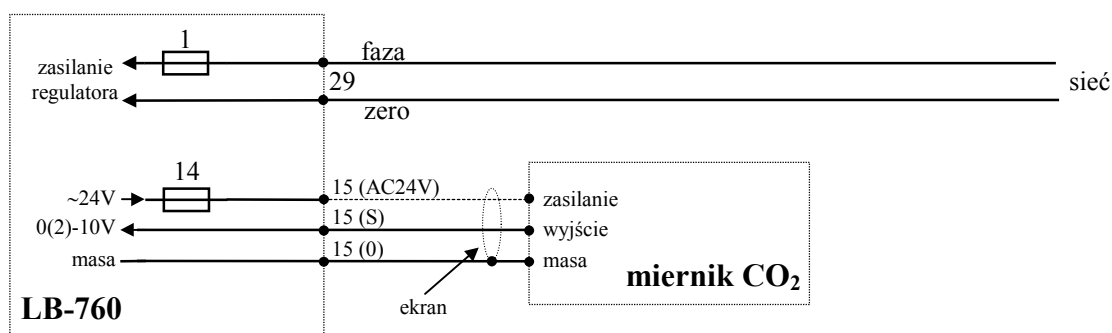 1
faza
zasilanie
regulatora
29
sieć
zero
14
~24V
15 (AC24V)
zasilanie
0(2)-10V
15 (S)
wyjście
masa
15 (0)
masa
miernik CO₂
ekran
LB-760